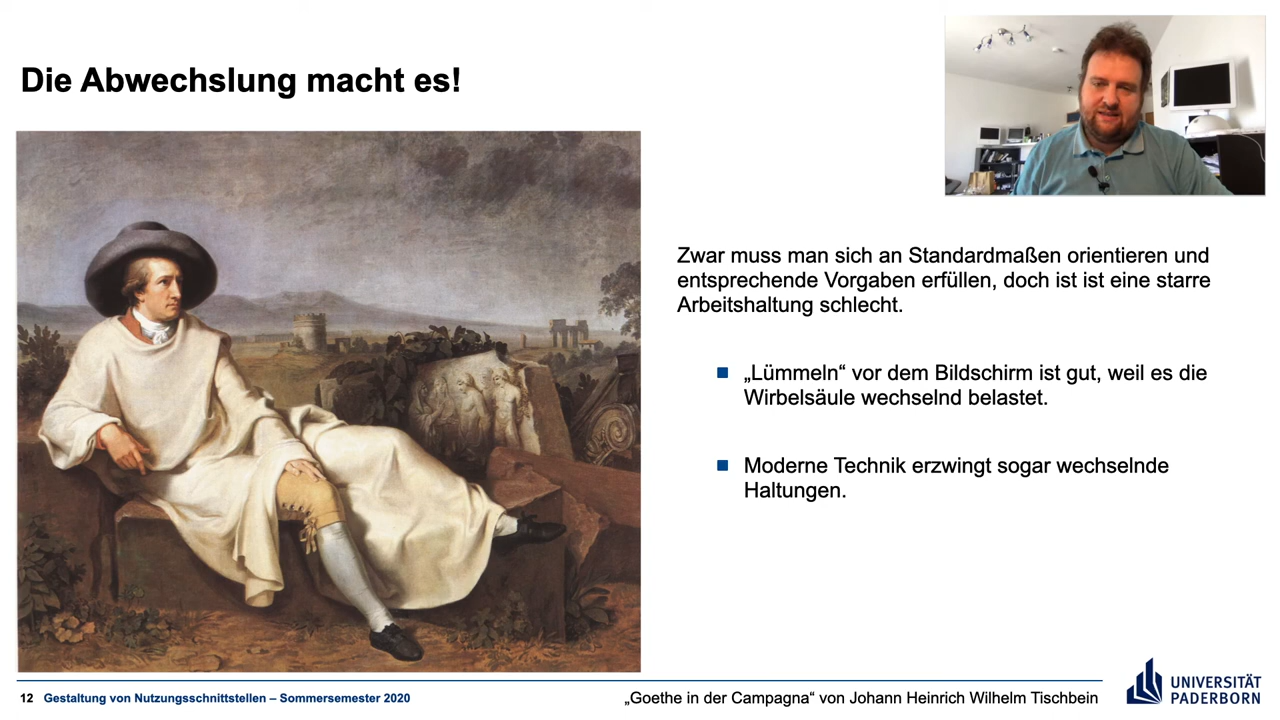 Die Abwechslung macht es!
Zwar muss man sich an Standardmaßen orientieren und
entsprechende Vorgaben erfüllen, doch ist ist eine starre
Arbeitshaltung schlecht.
„Lümmeln“ vor dem Bildschirm ist gut, weil es die
Wirbelsäule wechselnd belastet.
Moderne Technik erzwingt sogar wechselnde
Haltungen.
12 Gestaltung von Nutzungsschnittstellen – Sommersemester 2020
„Goethe in der Campagna“ von Johann Heinrich Wilhelm Tischbein
UNIVERSITÄT
PADERBORN